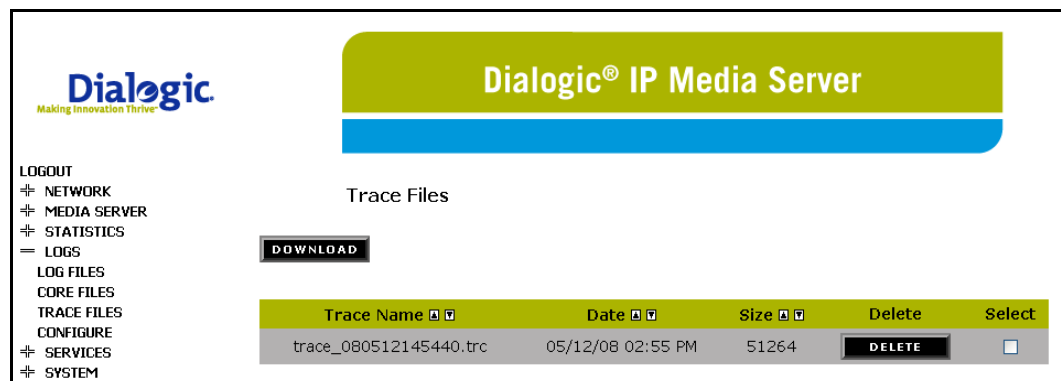 Dialogic.
Making Innovation Thrive™
Dialogic® IP Media Server
LOGOUT
NETWORK
MEDIA SERVER
STATISTICS
LOGS
LOG FILES
CORE FILES
TRACE FILES
CONFIGURE
SERVICES
SYSTEM
Trace Files
DOWNLOAD
Trace Name Date Size Delete Select
trace_080512145440.trc 05/12/08 02:55 PM 51264 DELETE